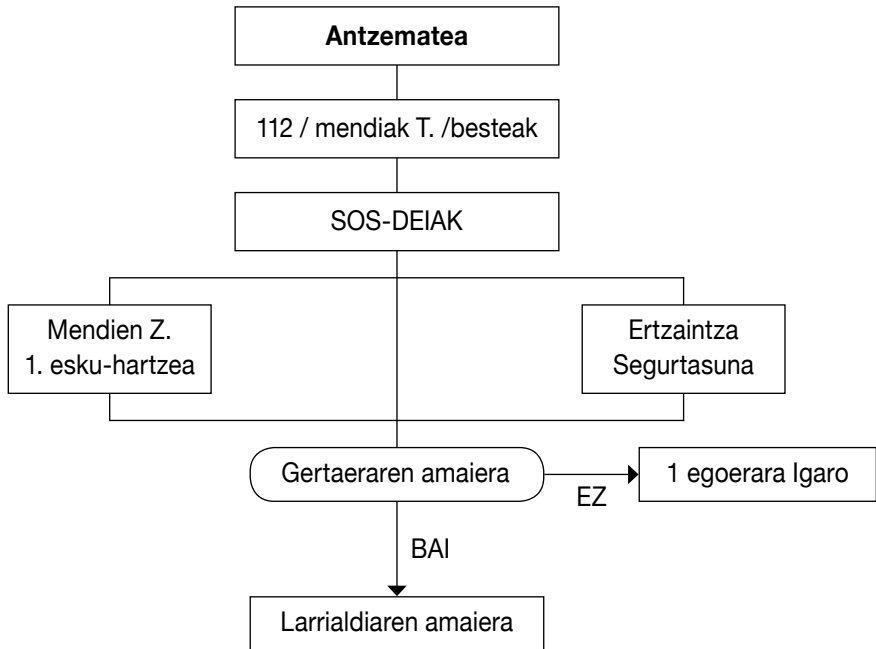 Antzematea
112 / mendiak T. /besteak
SOS-DEIAK
Mendien Z.
1. esku-hartzea
Ertzaintza
Segurtasuna
Gertaeraren amaiera
EZ
1 egoerara Igaro
BAI
Larrialdiaren amaiera